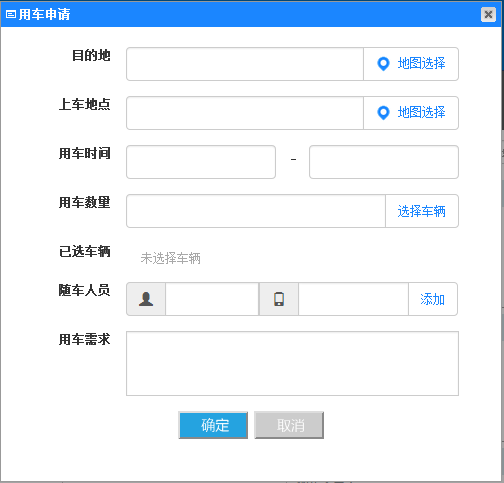 用车申请
目的地
地图选择
上车地点
地图选择
用车时间 -
用车数量
选择车辆
已选车辆
未选择车辆
随车人员
添加
用车需求
确定
取消